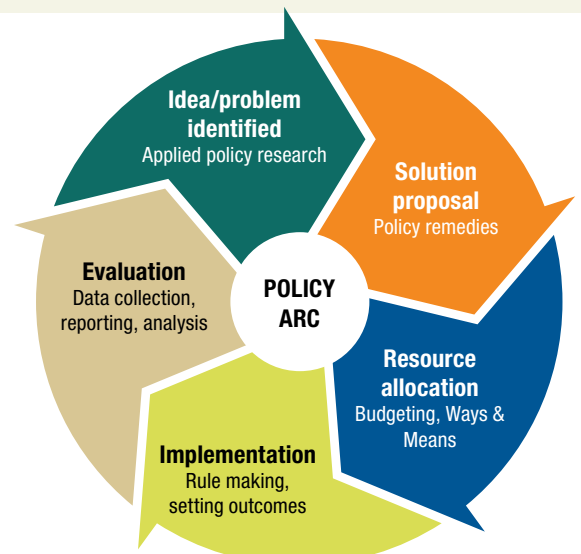 Idea/problem
identified
Applied policy research
Solution
proposal
Policy remedies
Resource
allocation
Budgeting, Ways &
Means
Implementation
Rule making,
setting outcomes
Evaluation
Data collection,
reporting, analysis
POLICY
ARC